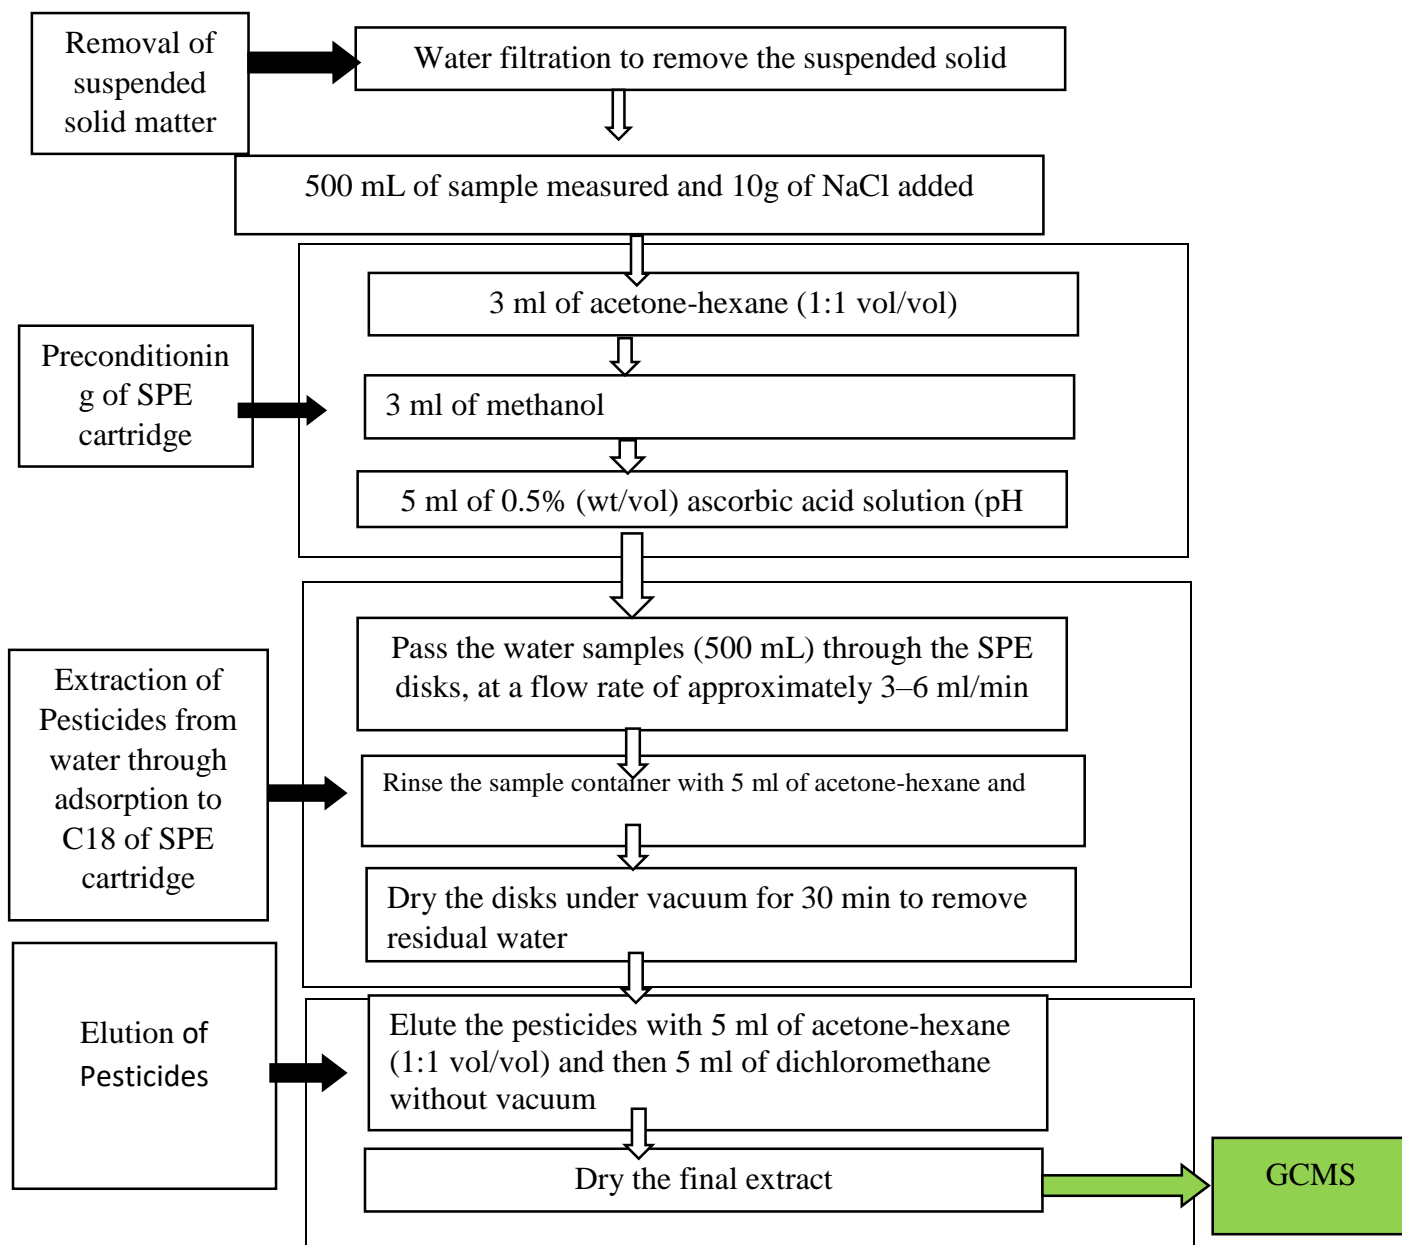 Removal of
suspended
solid matter
Water filtration to remove the suspended solid
500 mL of sample measured and 10g of NaCl added
Preconditionin
g of SPE
cartridge
3 ml of acetone-hexane (1:1 vol/vol)
3 ml of methanol
5 ml of 0.5% (wt/vol) ascorbic acid solution (pH
Extraction of
Pesticides from
water through
adsorption to
C18 of SPE
cartridge
Pass the water samples (500 mL) through the SPE
disks, at a flow rate of approximately 3–6 ml/min
Rinse the sample container with 5 ml of acetone-hexane and
Dry the disks under vacuum for 30 min to remove
residual water
Elution of
Pesticides
Elute the pesticides with 5 ml of acetone-hexane
(1:1 vol/vol) and then 5 ml of dichloromethane
without vacuum
Dry the final extract
GCMS